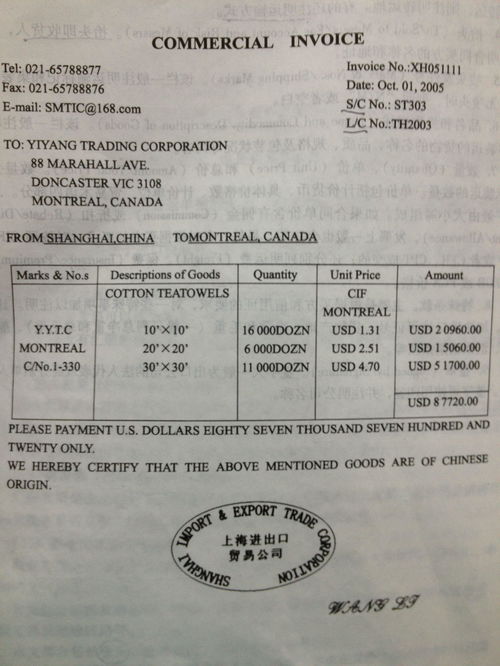 COMMERCIAL INVOICE
Tel: 021-65788877 Invoice No.:XH051111
Fax: 021-65788876 Date: Oct. 01, 2005
E-mail: SMTIC@168.com S/C No.: ST303
L/C No.:TH2003
TO: YIYANG TRADING CORPORATION
88 MARAHALL AVE.
DONCASTER VIC 3108
MONTREAL, CANADA
FROM SHANGHALCHINA TOMONTREAL, CANADA
Marks & No.s Descriptions of Goods Quantity Unit Price Amount
COTTON TEATOWELS CIF
MONTREAL
Y.Y.T.C 10'×10' 16 000DOZN USD 1.31 USD 2 0960.00
MONTREAL 20'×20' 6 000DOZN USD 2.51 USD 1 5060.00
C/No.1-330 30'×30' 11 000DOZN USD 4.70 USD 5 1700.00
USD 8 7720.00
PLEASE PAYMENT U.S. DOLLARS EIGHTY SEVEN THOUSAND SEVEN HUNDRED AND
TWENTY ONLY.
WE HEREBY CERTIFY THAT THE ABOVE MENTIONED GOODS ARE OF CHINESE
ORIGIN.
SHANGHAI IMPORT & EXPORT TRADE CORPORATION
上海进出口
贸易公司
WANG LI